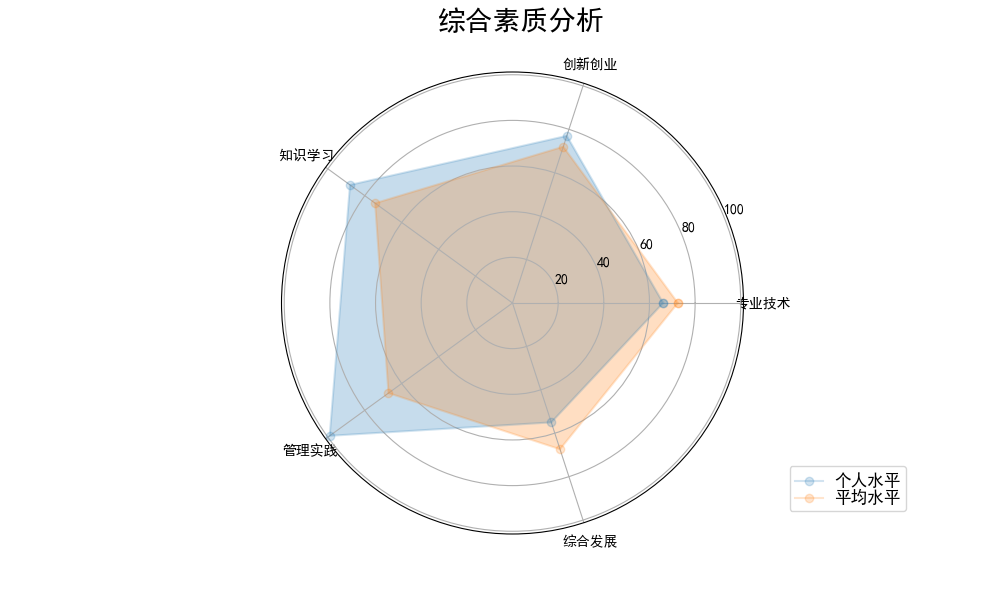 综合素质分析
创新创业
知识学习
100
80
60
40
20
专业技术
管理实践
个人水平
平均水平
综合发展